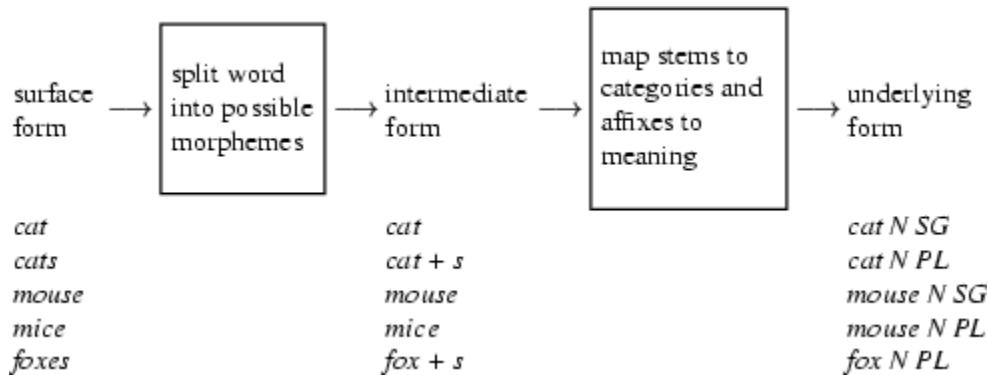 surface form
split word into possible morphemes
intermediate form
map stems to categories and affixes to meaning
underlying form
cat cat cat N SG
cats cat + s cat N PL
mouse mouse mouse N SG
mice mice mouse N PL
foxes fox + s fox N PL